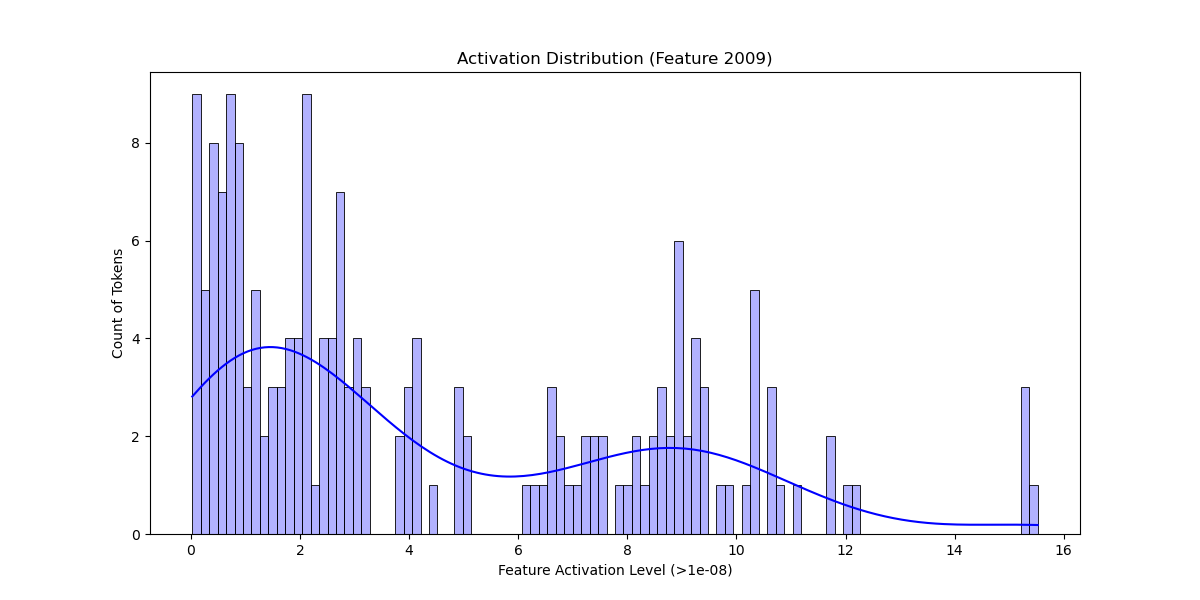 Activation Distribution (Feature 2009)
Count of Tokens
8
6
4
2
0
0 2 4 6 8 10 12 14 16
Feature Activation Level (>1e-08)